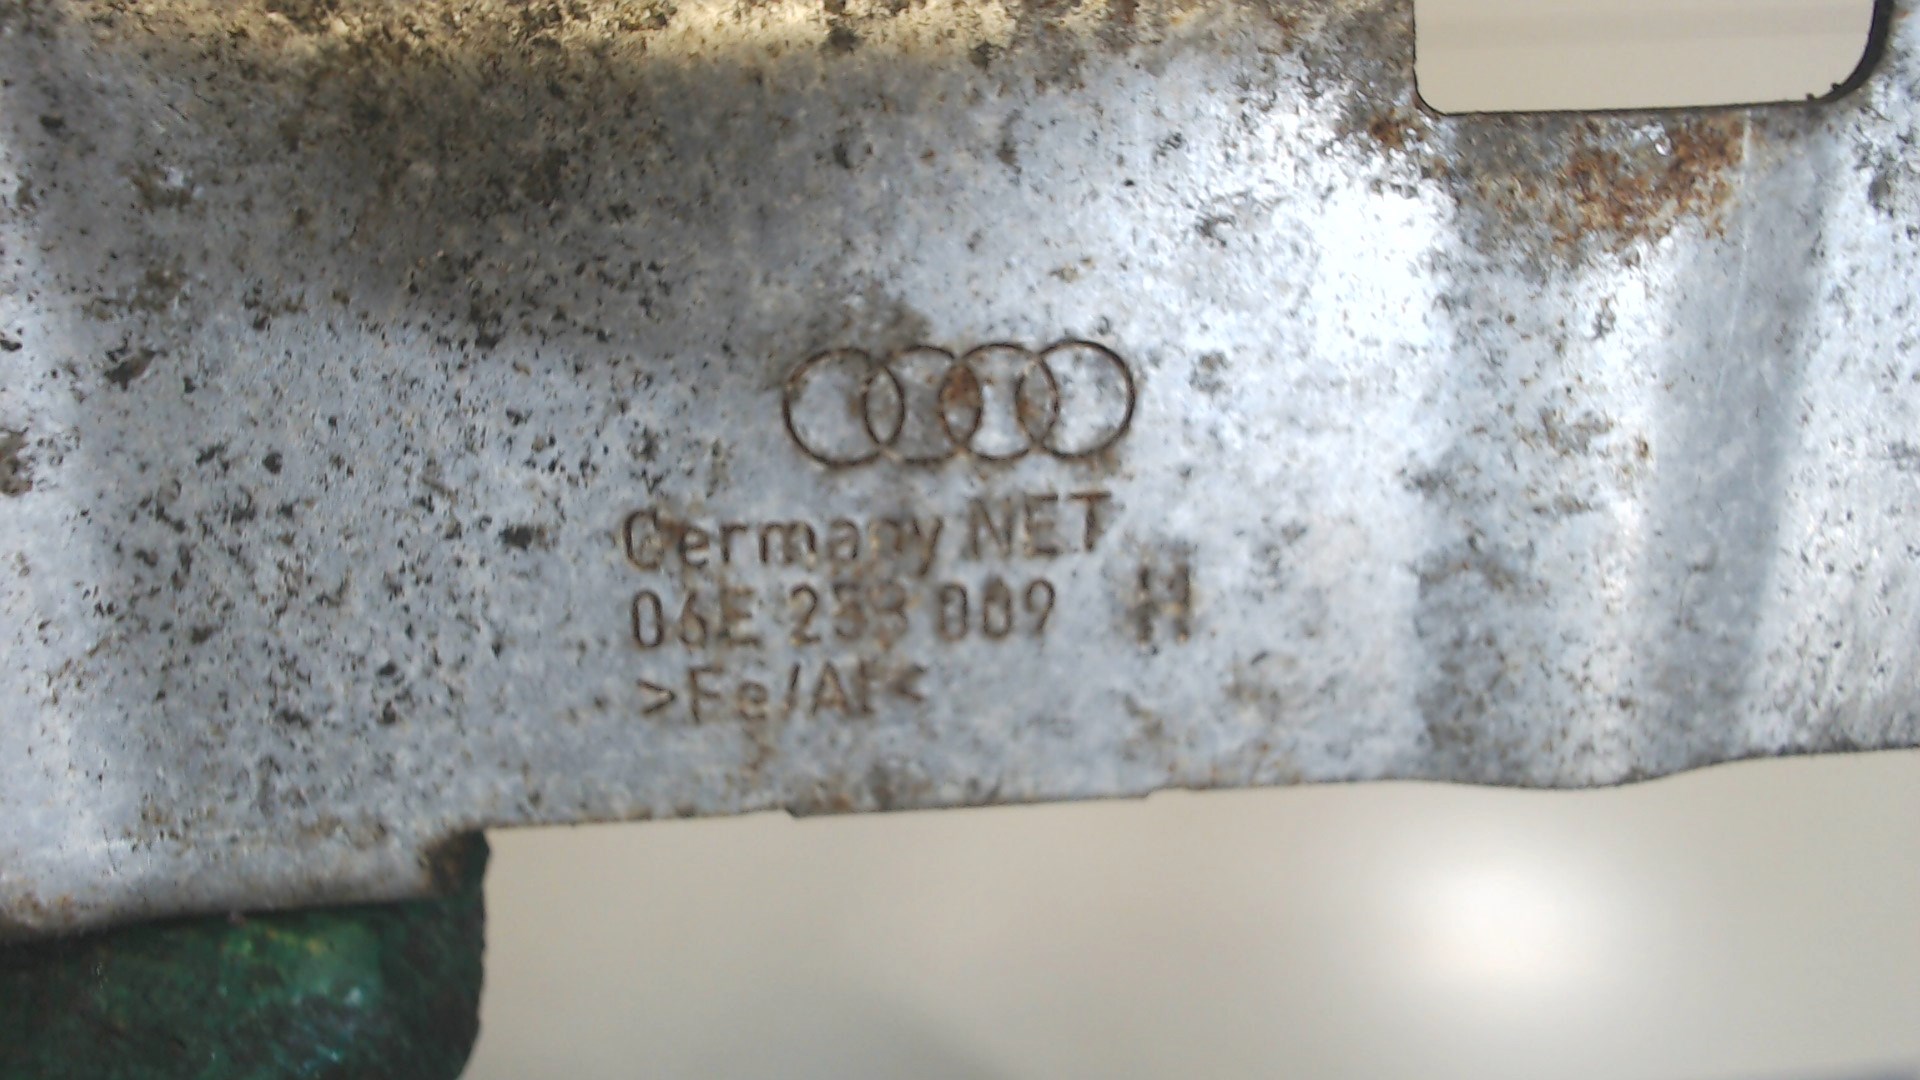 Germany NET
06E 253 009 H
>Fe/Al<